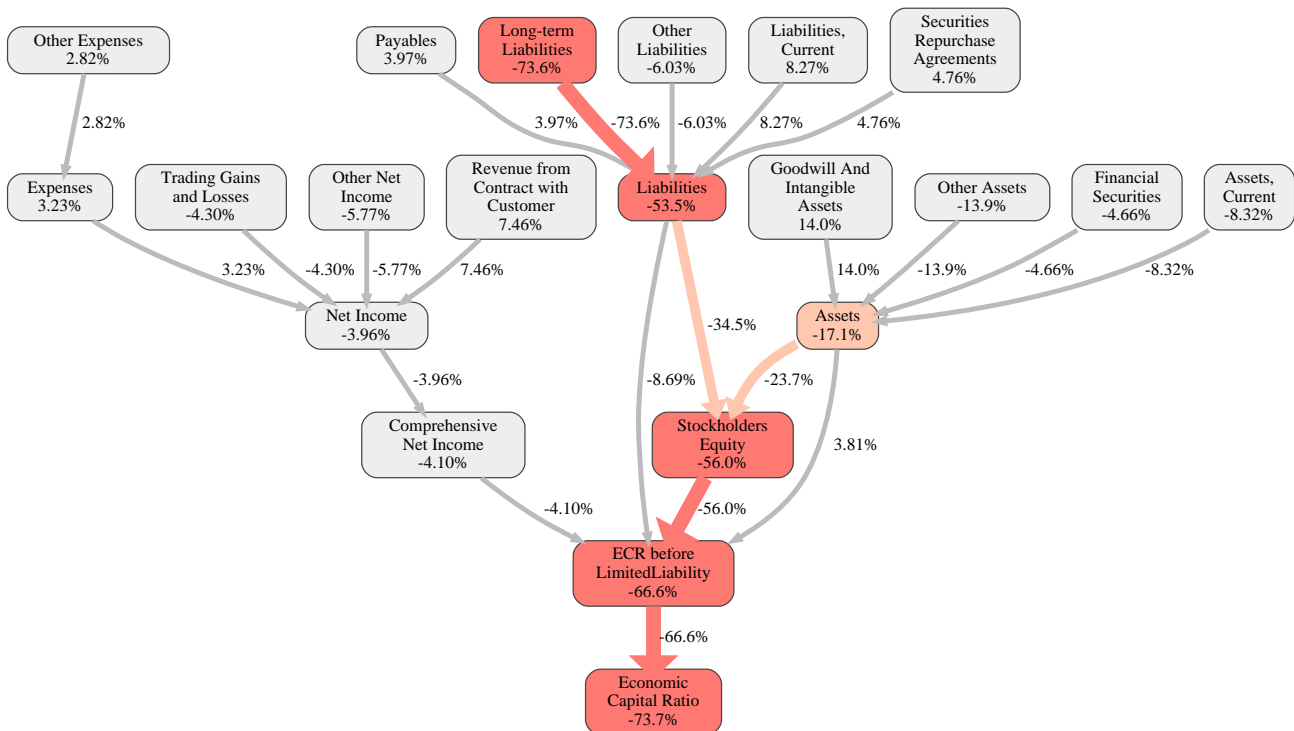 Other Expenses
2.82%
Payables
3.97%
Long-term
Liabilities
-73.6%
Other
Liabilities
-6.03%
Liabilities,
Current
8.27%
Securities
Repurchase
Agreements
4.76%
2.82%
3.97%
-73.6%
-6.03%
8.27%
4.76%
Expenses
3.23%
Trading Gains
and Losses
-4.30%
Other Net
Income
-5.77%
Revenue from
Contract with
Customer
7.46%
Liabilities
-53.5%
Goodwill And
Intangible
Assets
14.0%
Other Assets
-13.9%
Financial
Securities
-4.66%
Assets,
Current
-8.32%
3.23%
-4.30%
-5.77%
7.46%
14.0%
-13.9%
-4.66%
-8.32%
Net Income
-3.96%
-34.5%
Assets
-17.1%
-3.96%
-8.69%
-23.7%
Comprehensive
Net Income
-4.10%
Stockholders
Equity
-56.0%
3.81%
-4.10%
-56.0%
ECR before
LimitedLiability
-66.6%
-66.6%
Economic
Capital Ratio
-73.7%